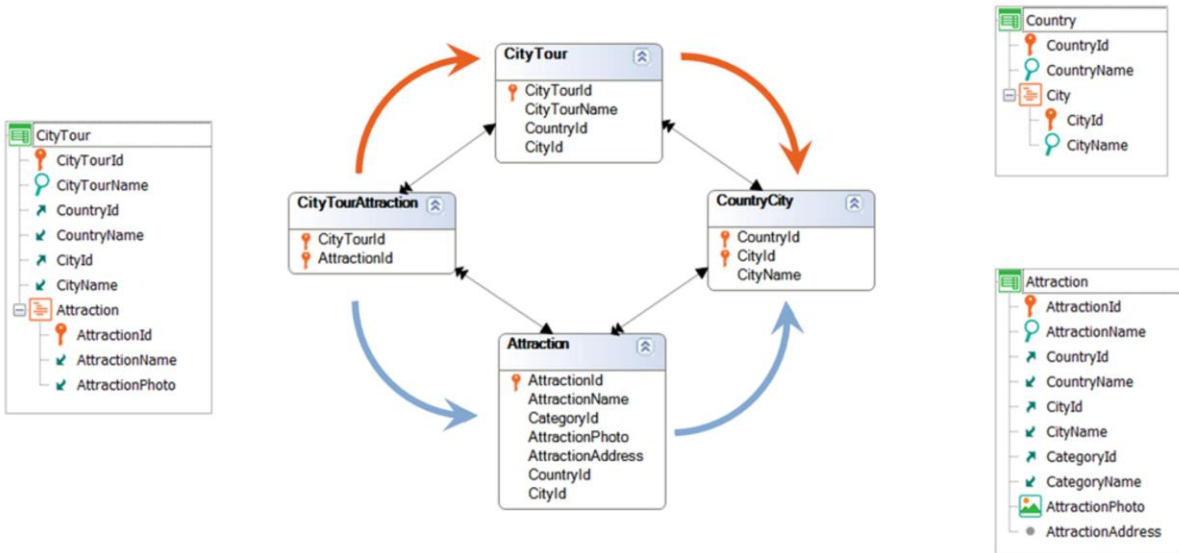 CityTour
CityTourId
CityTourName
CountryId
CountryName
CityId
CityName
Attraction
AttractionId
AttractionName
AttractionPhoto
CityTour
CityTourId
CityTourName
CountryId
CityId
CityTourAttraction
CityTourId
AttractionId
CountryCity
CountryId
CityId
CityName
Attraction
AttractionId
AttractionName
CategoryId
AttractionPhoto
AttractionAddress
CountryId
CityId
Country
CountryId
CountryName
City
CityId
CityName
Attraction
AttractionId
AttractionName
CountryId
CountryName
CityId
CityName
CategoryId
CategoryName
AttractionPhoto
AttractionAddress